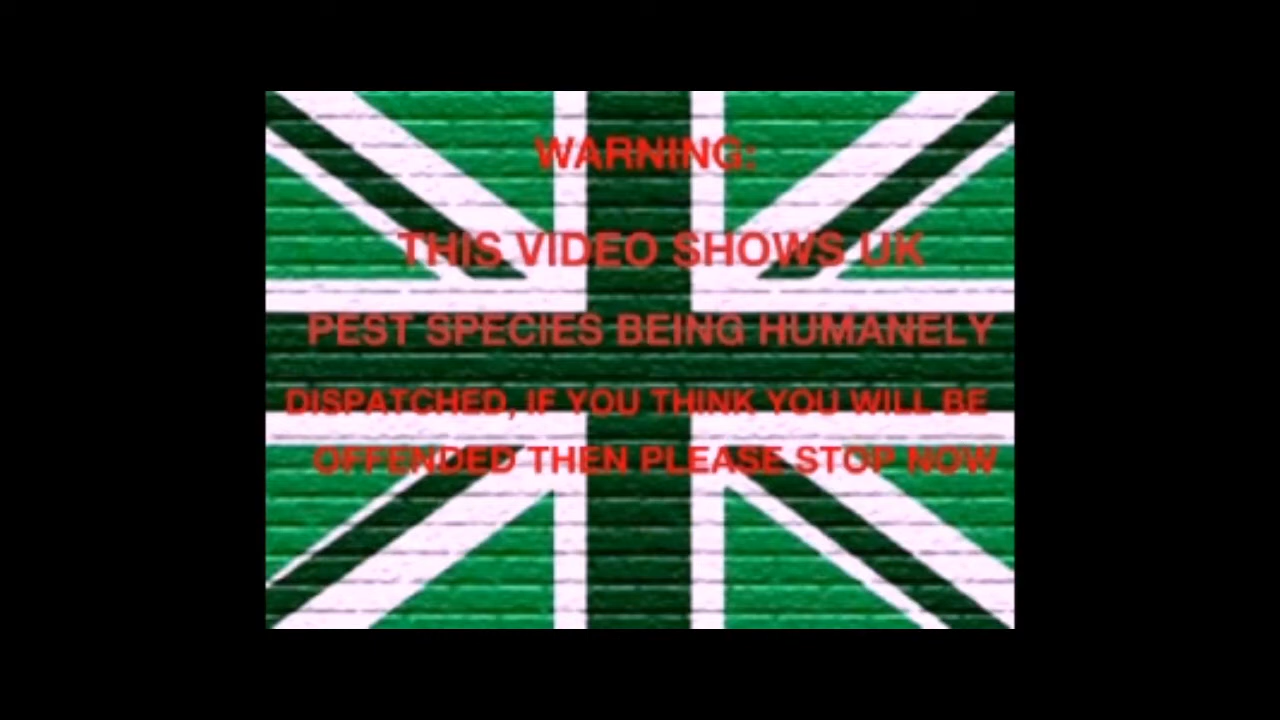 WARNING:
THIS VIDEO SHOWS UK
PEST SPECIES BEING HUMANELY
DISPATCHED, IF YOU THINK YOU WILL BE
OFFENDED THEN PLEASE STOP NOW